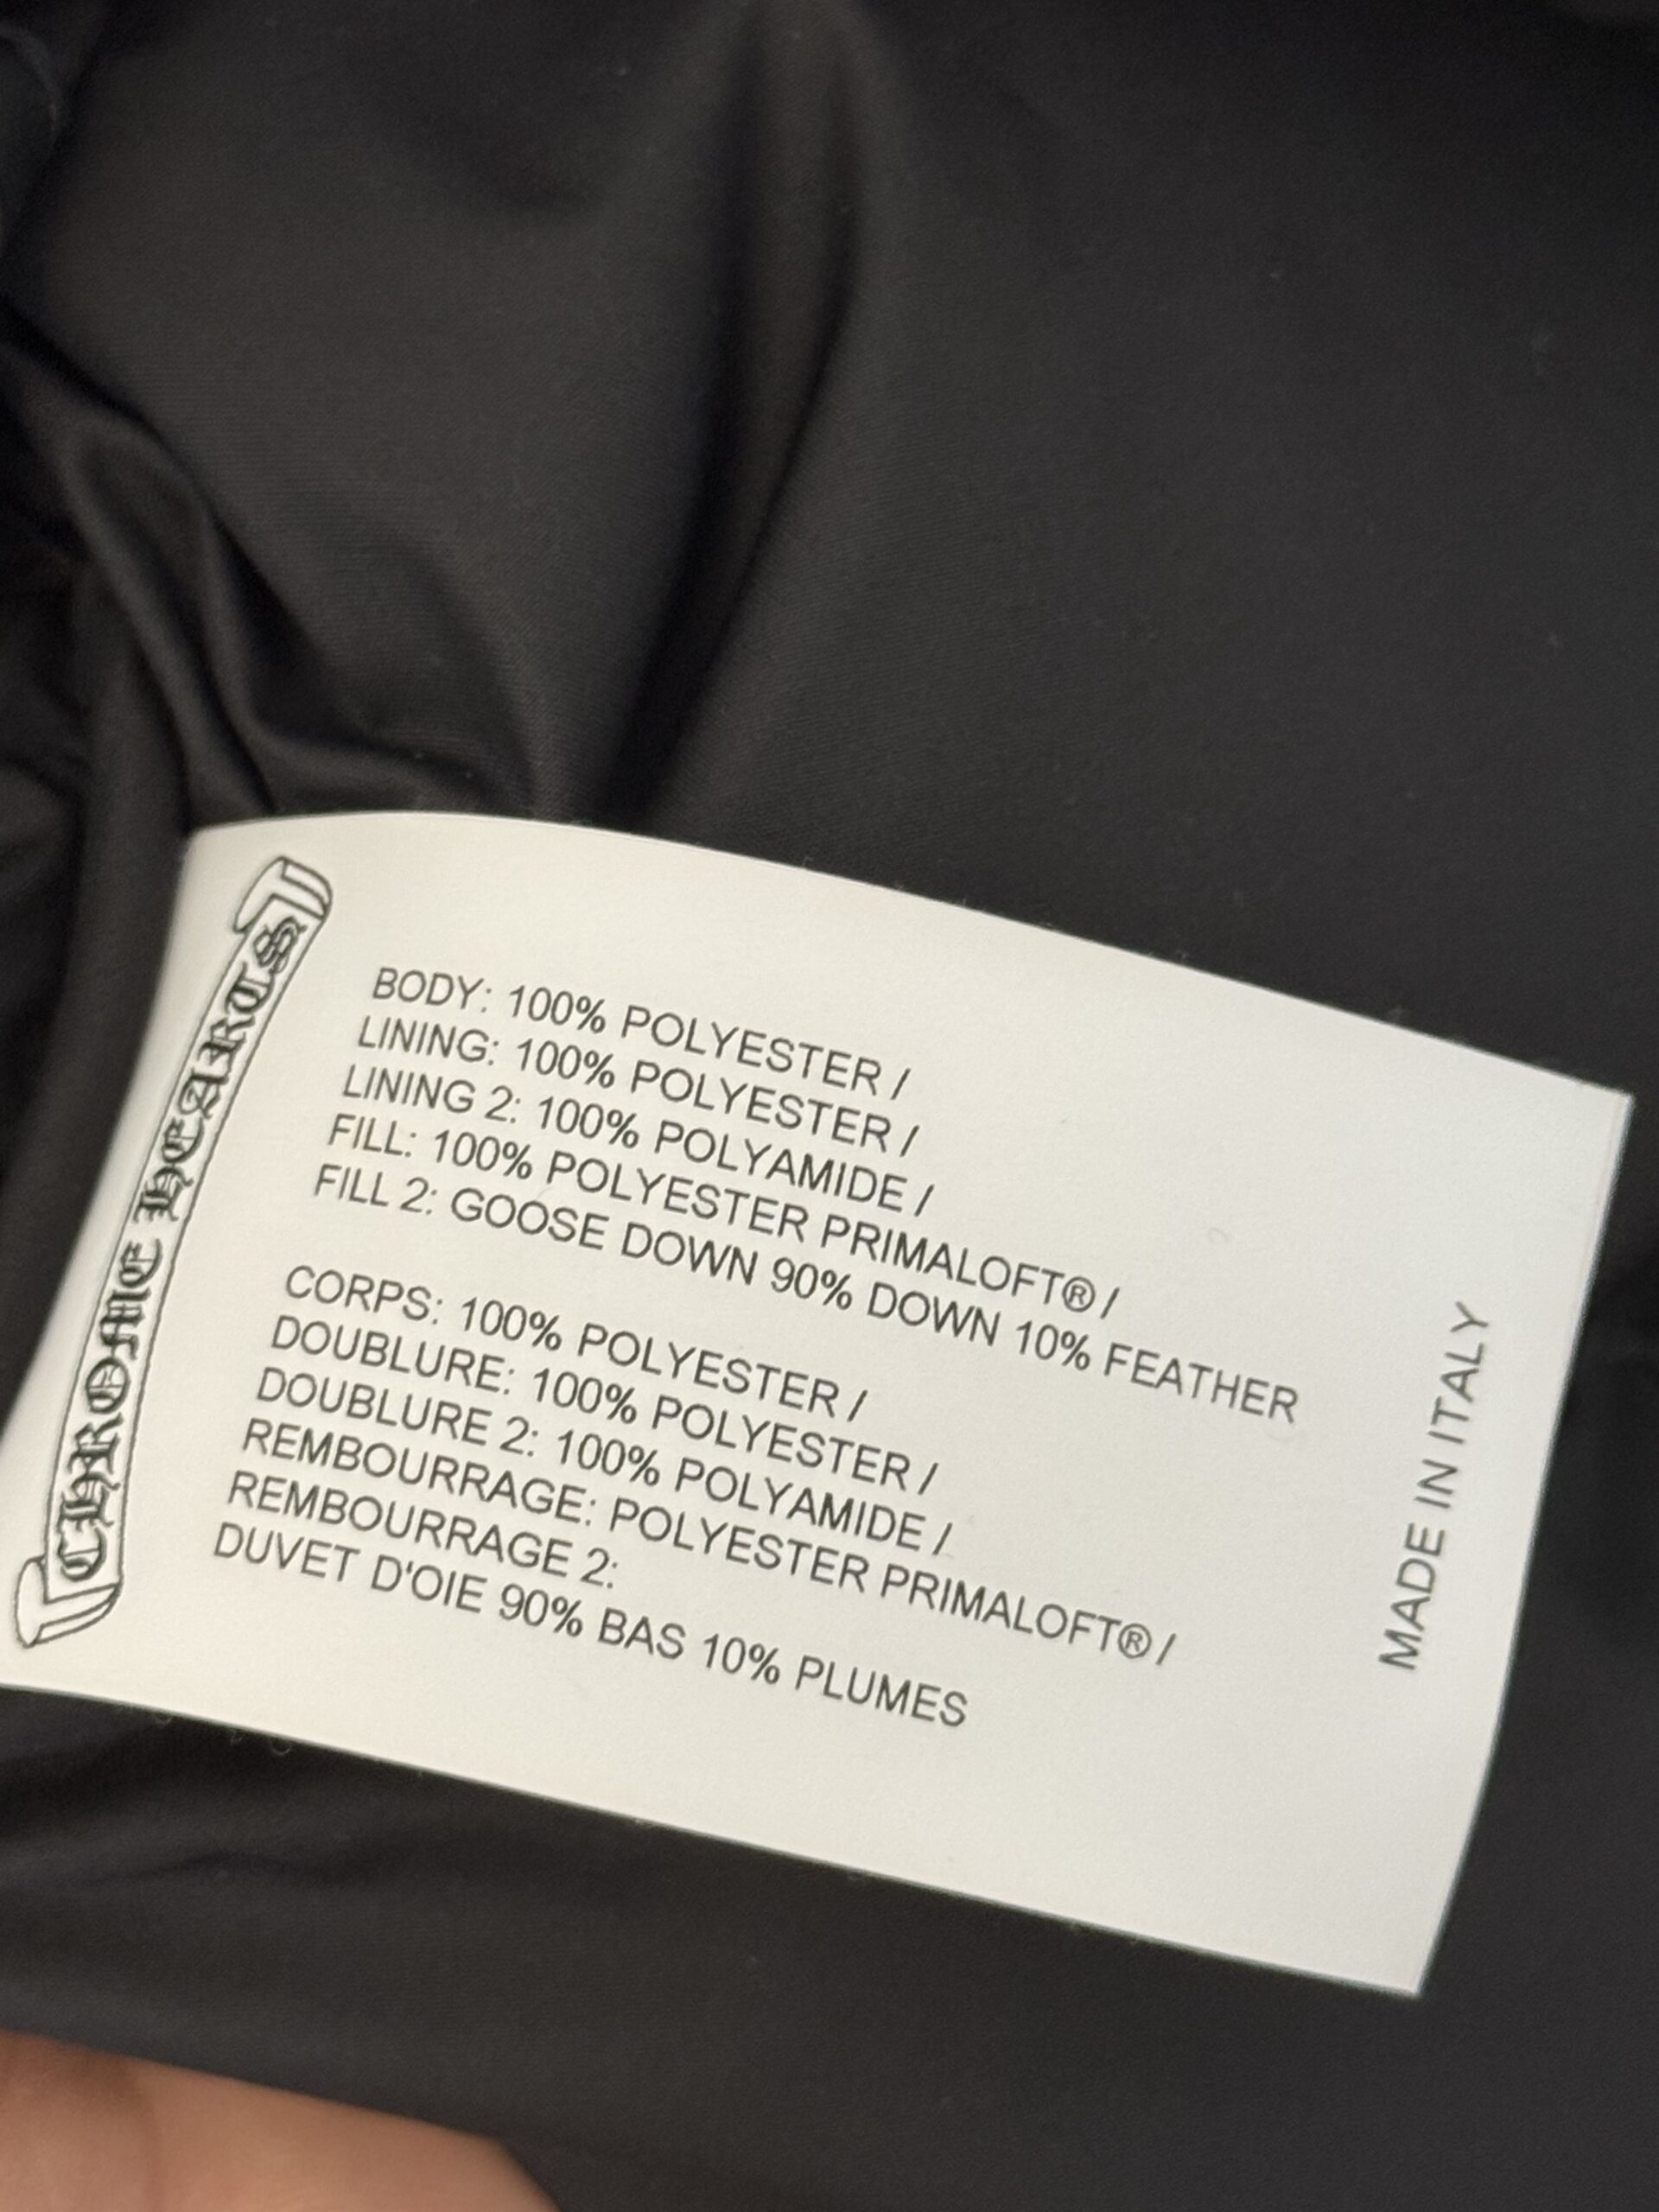 CHROME HEARTS
BODY: 100% POLYESTER /
LINING: 100% POLYESTER /
LINING 2: 100% POLYAMIDE /
FILL: 100% POLYESTER PRIMALOFT® /
FILL 2: GOOSE DOWN 90% DOWN 10% FEATHER
CORPS: 100% POLYESTER /
DOUBLURE: 100% POLYESTER /
DOUBLURE 2: 100% POLYAMIDE /
REMBOURRAGE: POLYESTER PRIMALOFT® /
REMBOURRAGE 2:
DUVET D'OIE 90% BAS 10% PLUMES
MADE IN ITALY